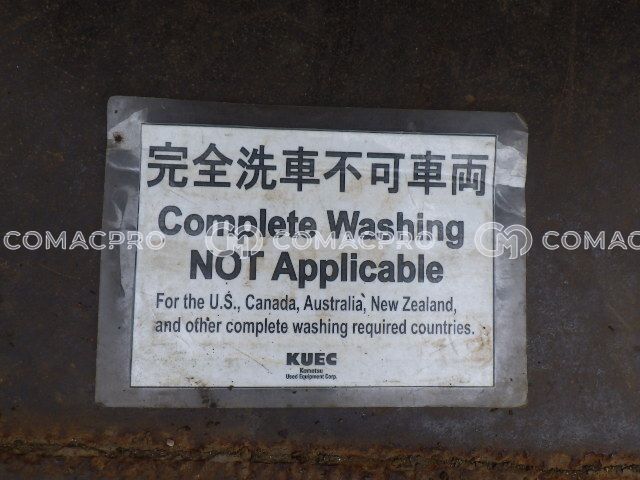 完全洗車不可車両
Complete Washing
NOT Applicable
For the U.S., Canada, Australia, New Zealand,
and other complete washing required countries.
KUEC
Komatsu
Used Equipment Corp.
COMACPRO COMACPRO COMACPRO